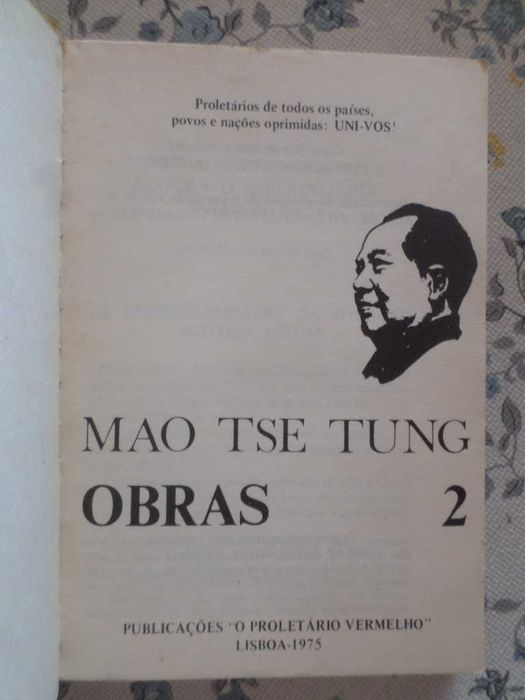 Proletários de todos os países,
povos e nações oprimidas: UNI-VOS!
MAO TSE TUNG
OBRAS 2
PUBLICAÇÕES "O PROLETÁRIO VERMELHO"
LISBOA-1975